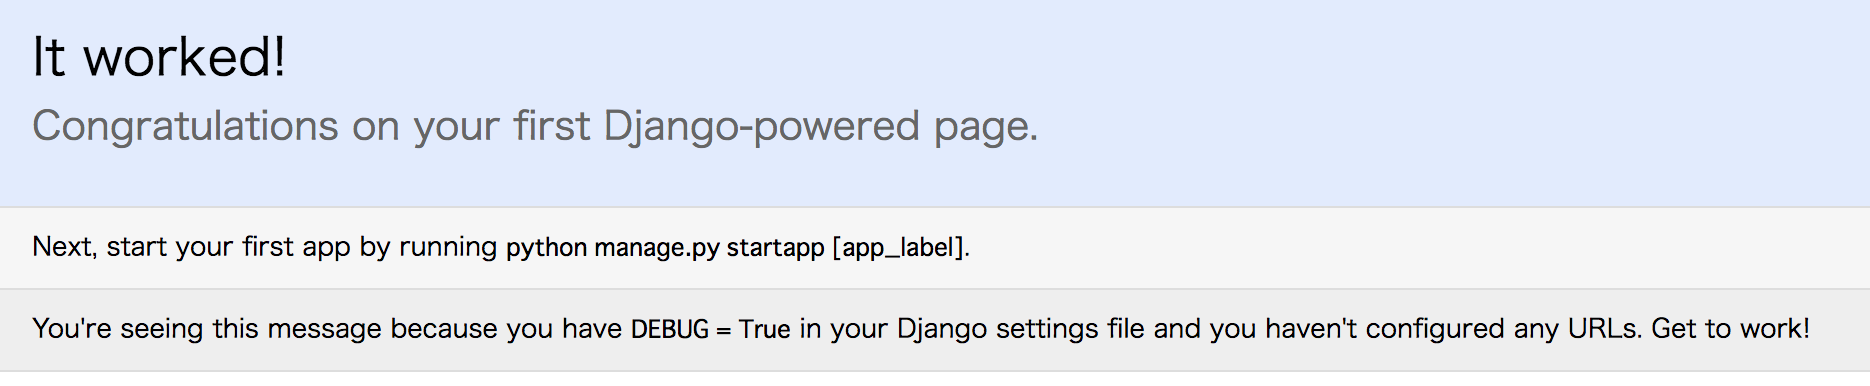 It worked!
Congratulations on your first Django-powered page.
Next, start your first app by running python manage.py startapp [app_label].
You're seeing this message because you have DEBUG = True in your Django settings file and you haven't configured any URLs. Get to work!